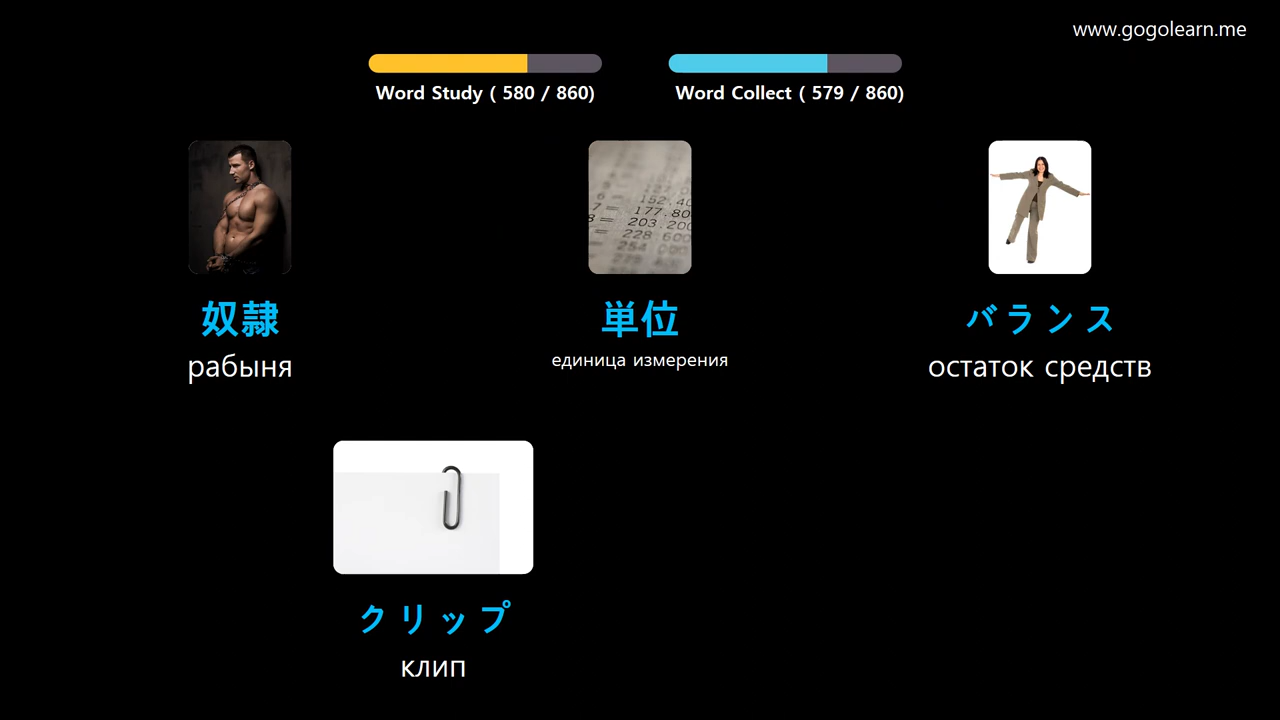 www.gogolearn.me
Word Study ( 580 / 860)
Word Collect ( 579 / 860)
奴隷
рабыня
単位
единица измерения
バランス
остаток средств
クリップ
клип